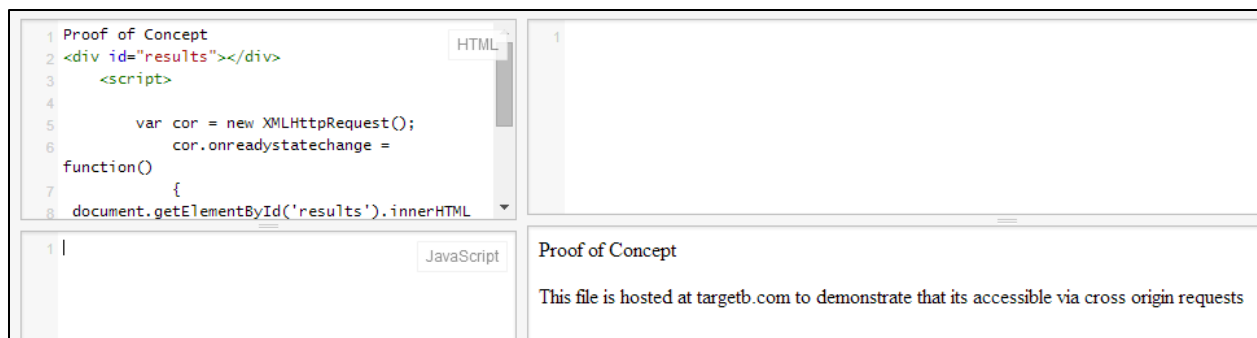 1 Proof of Concept
HTML
2 <div id="results"></div>
3 <script>
4
5 var cor = new XMLHttpRequest();
6 cor.onreadystatechange =
function()
7 {
8 document.getElementById('results').innerHTML
1
1
JavaScript
Proof of Concept
This file is hosted at targetb.com to demonstrate that its accessible via cross origin requests